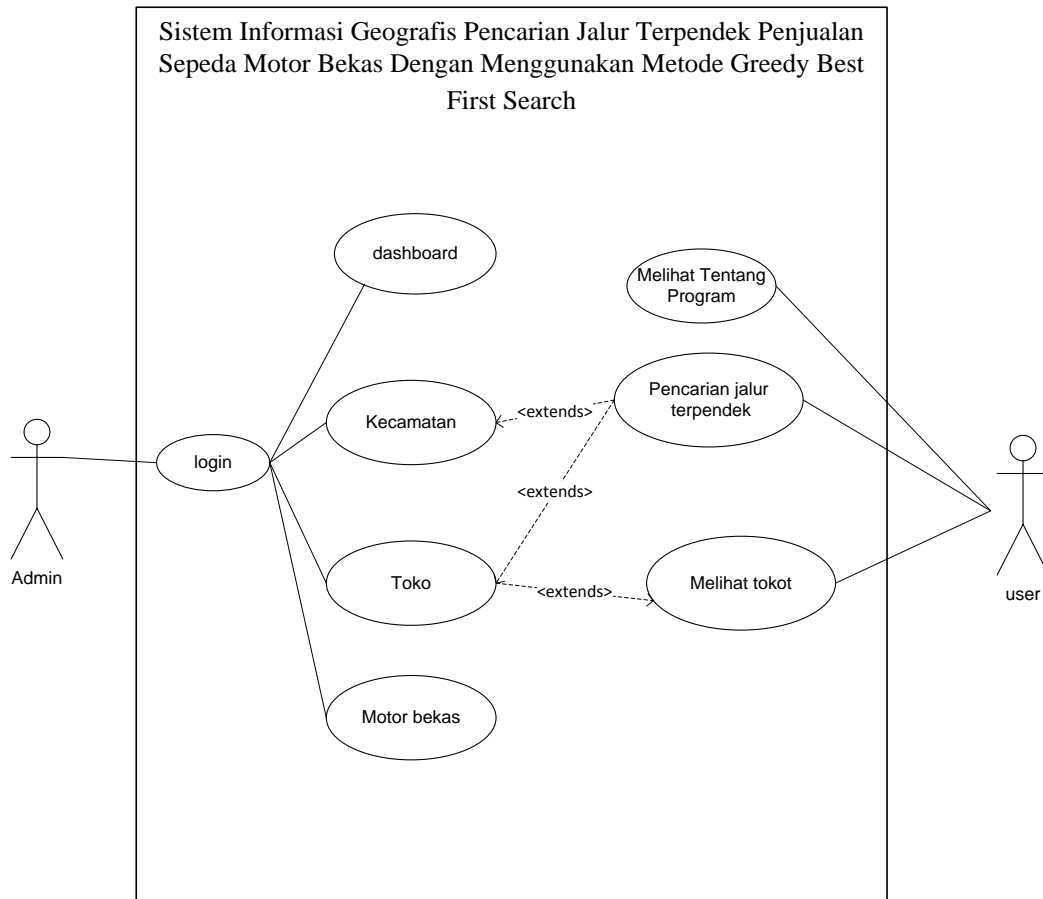 Sistem Informasi Geografis Pencarian Jalur Terpendek Penjualan
Sepeda Motor Bekas Dengan Menggunakan Metode Greedy Best
First Search
dashboard
Melihat Tentang
Program
Kecamatan
<extends>
Pencarian jalur
terpendek
login
<extends>
Admin
Toko
<extends>
Melihat tokot
user
Motor bekas